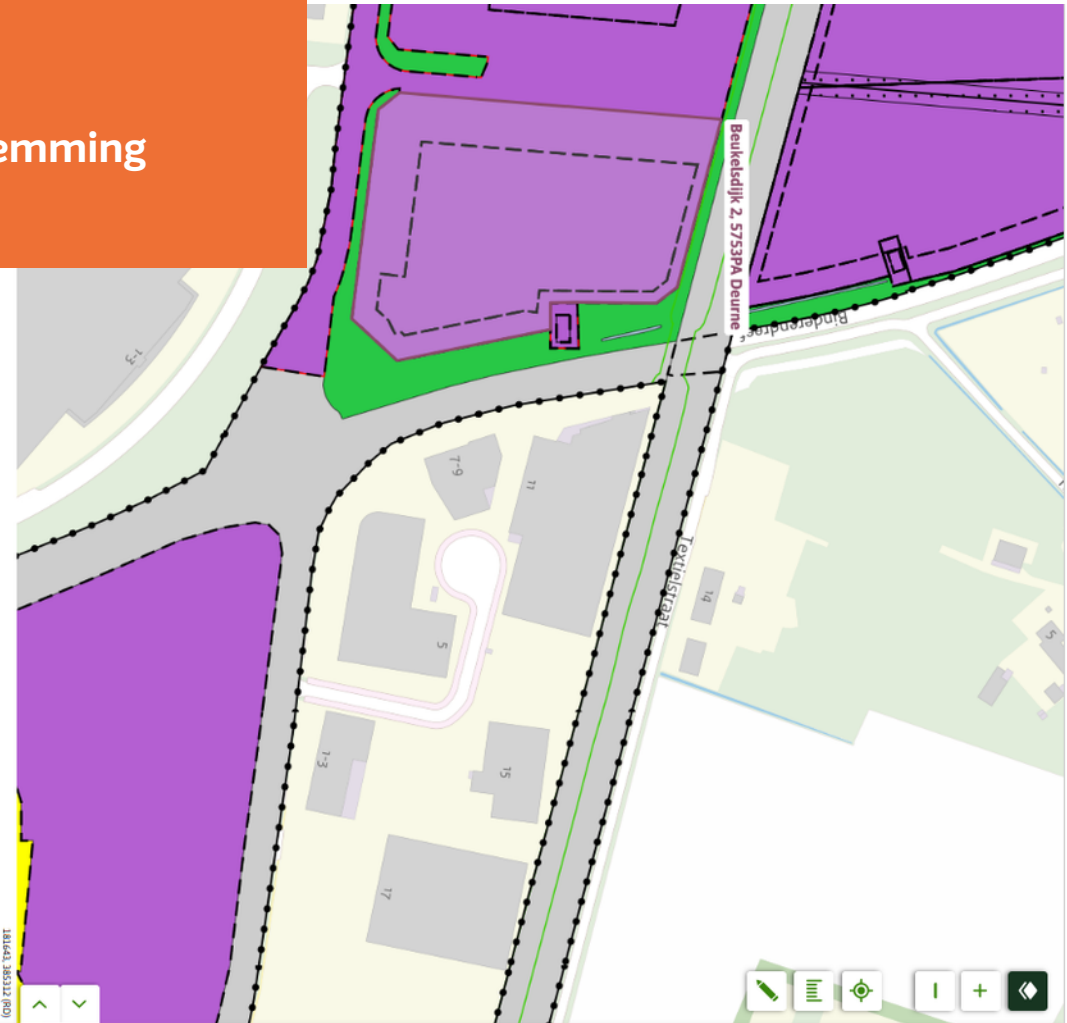 emming
Beukelsdijk 2, 5753PA Deurne
1-3
7-9
11
Textielstraat
14
5
5
1-3
15
17
181643, 385312 (RD)